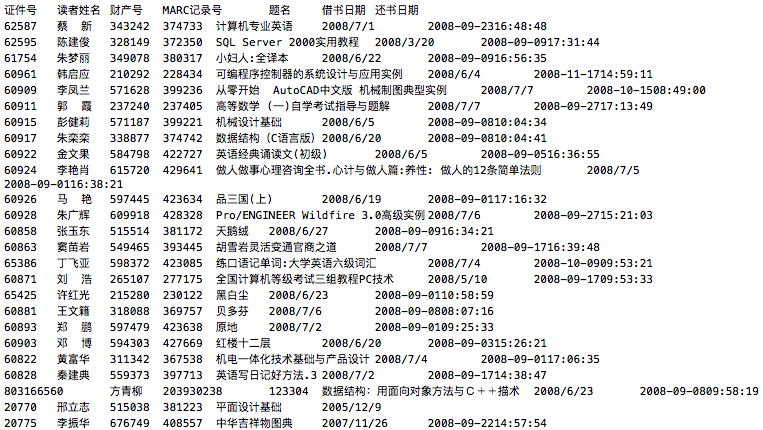 证件号 读者姓名 财产号 MARC记录号 题名 借书日期 还书日期
62587 蔡 新 343242 374733 计算机专业英语 2008/7/1 2008-09-2316:48:48
62595 陈建俊 328149 372350 SQL Server 2000实用教程 2008/3/20 2008-09-0917:31:44
61754 朱梦丽 349078 380317 小妇人:全译本 2008/6/22 2008-09-0916:56:35
60961 韩启应 210292 228434 可编程序控制器的系统设计与应用实例 2008/6/4 2008-11-1714:59:11
60909 李凤兰 571628 399236 从零开始 AutoCAD中文版 机械制图典型实例 2008/7/7 2008-10-1508:49:00
60911 郭 霞 237240 237405 高等数学 (一)自学考试指导与题解 2008/7/7 2008-09-2717:13:49
60915 彭健莉 571187 399221 机械设计基础 2008/6/5 2008-09-0810:04:34
60917 朱栾栾 338877 374742 数据结构（C语言版）2008/6/20 2008-09-0810:04:41
60922 金文果 584798 422727 英语经典诵读文(初级) 2008/6/5 2008-09-0516:36:55
60924 李艳肖 615720 429641 做人做事心理咨询全书.心计与做人篇:养性: 做人的12条简单法则 2008/7/5
2008-09-0116:38:21
60926 马 艳 597445 423634 品三国(上) 2008/6/19 2008-09-0117:16:32
60928 朱广辉 609918 428328 Pro/ENGINEER Wildfire 3.0高级实例 2008/7/6 2008-09-2715:21:03
60858 张玉东 515514 381172 天鹅绒 2008/6/27 2008-09-0916:34:21
60863 窦苗岩 549465 393445 胡雪岩灵活变通官商之道 2008/7/7 2008-09-1716:39:48
65386 丁飞亚 598372 423085 练口语记单词:大学英语六级词汇 2008/7/4 2008-10-0909:53:21
60871 刘 浩 265107 277175 全国计算机等级考试三组教程PC技术 2008/5/10 2008-09-1709:53:33
65425 许红光 215280 230122 黑白尘 2008/6/23 2008-09-0110:58:59
60881 王文籍 318088 369757 贝多芬 2008/7/6 2008-09-0808:07:16
60893 郑 鹏 597479 423638 原地 2008/7/2 2008-09-0109:25:33
60903 邓 博 594303 427669 红楼十二层 2008/6/20 2008-09-0315:26:21
60822 黄富华 311342 367538 机电一体化技术基础与产品设计 2008/7/4 2008-09-0117:06:35
60828 秦建典 559373 397713 英语写日记好方法.3 2008/7/7 2008-09-1714:38:47
803166560 方青柳 203930238 123304 数据结构: 用面向对象方法与Ｃ＋＋描术 2008/6/23 2008-09-0809:58:19
20770 邢立志 515038 381223 平面设计基础 2005/12/9
20775 李振华 676749 408557 中华吉祥物图典 2007/11/26 2008-09-2214:57:54